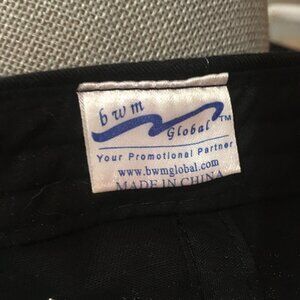 bwm
Global™
Your Promotional Partner
www.bwmglobal.com
MADE IN CHINA